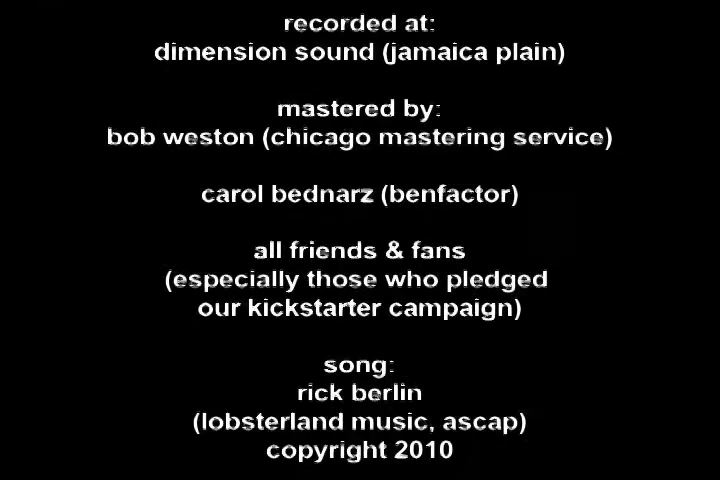 recorded at:
dimension sound (jamaica plain)
mastered by:
bob weston (chicago mastering service)
carol bednarz (benfactor)
all friends & fans
(especially those who pledged
our kickstarter campaign)
song:
rick berlin
(lobsterland music, ascap)
copyright 2010